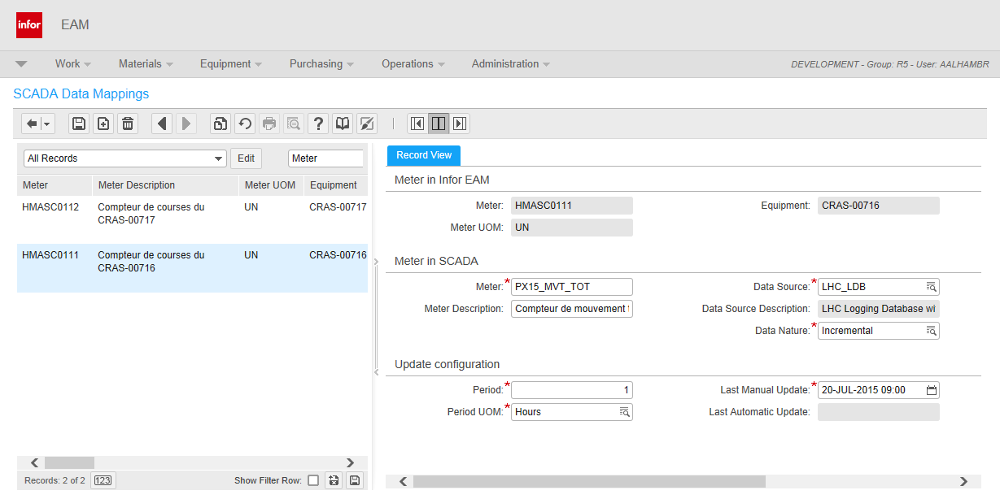 infor EAM
Work Materials Equipment Purchasing Operations Administration DEVELOPMENT - Group: R5 - User: AALHAMBR
SCADA Data Mappings
All Records Edit Meter
Meter Meter Description Meter UOM Equipment
HMASC0112 Compteur de courses du UN CRAS-00717
CRAS-00717
HMASC0111 Compteur de courses du UN CRAS-00716
CRAS-00716
Records: 2 of 2 123 Show Filter Row:
Record View
Meter in Infor EAM
Meter: HMASC0111 Equipment: CRAS-00716
Meter UOM: UN
Meter in SCADA
Meter: * PX15_MVT_TOT Data Source: * LHC_LDB
Meter Description: Compteur de mouvement Data Source Description: LHC Logging Database wi
Data Nature: * Incremental
Update configuration
Period: * 1 Last Manual Update: * 20-JUL-2015 09:00
Period UOM: * Hours Last Automatic Update: